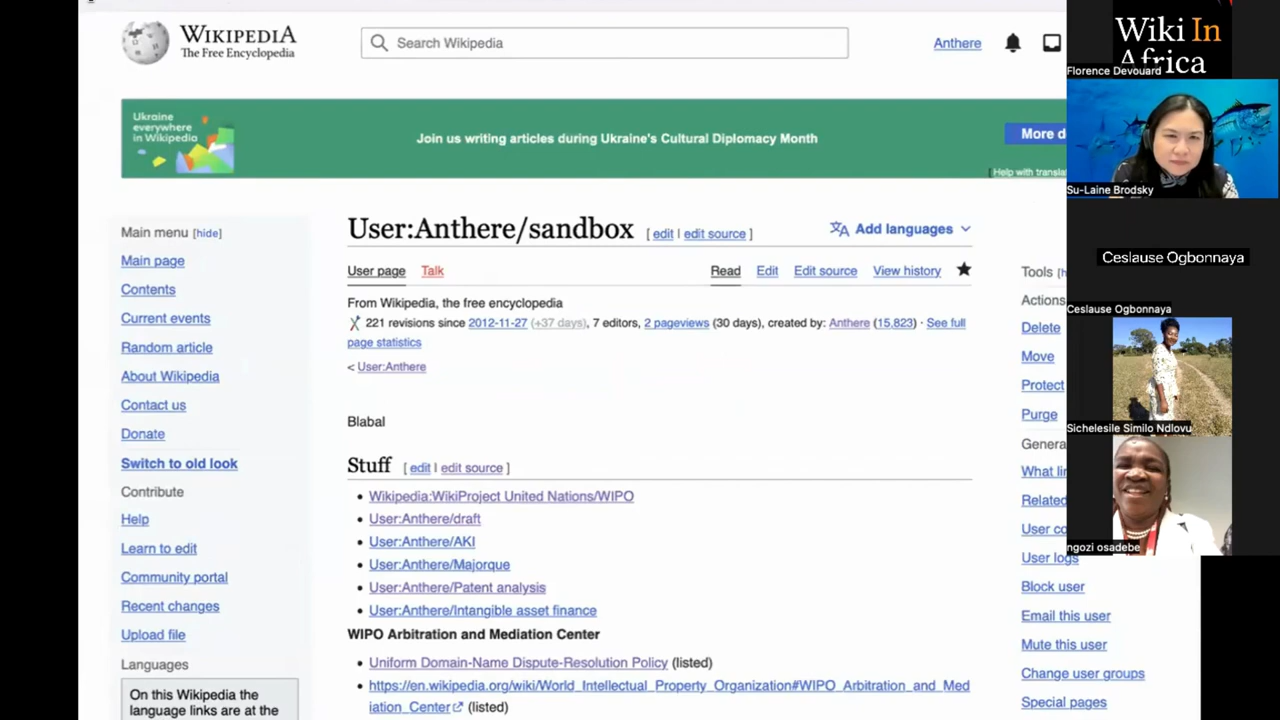 WIKIPEDIA
The Free Encyclopedia
Search Wikipedia
Anthere
Ukraine
everywhere
in Wikipedia
Join us writing articles during Ukraine's Cultural Diplomacy Month
More d
[ Help with translat
Main menu [hide]
Main page
Contents
Current events
Random article
About Wikipedia
Contact us
Donate
Switch to old look
Contribute
Help
Learn to edit
Community portal
Recent changes
Upload file
Languages
On this Wikipedia the
language links are at the
User:Anthere/sandbox [ edit | edit source ]
Add languages
User page Talk
Read Edit Edit source View history
From Wikipedia, the free encyclopedia
221 revisions since 2012-11-27 (+37 days), 7 editors, 2 pageviews (30 days), created by: Anthere (15,823) · See full
page statistics
< User:Anthere
Blabal
Stuff [ edit | edit source ]
• Wikipedia:WikiProject United Nations/WIPO
• User:Anthere/draft
• User:Anthere/AKI
• User:Anthere/Majorque
• User:Anthere/Patent analysis
• User:Anthere/Intangible asset finance
WIPO Arbitration and Mediation Center
• Uniform Domain-Name Dispute-Resolution Policy (listed)
• https://en.wikipedia.org/wiki/World_Intellectual_Property_Organization#WIPO_Arbitration_and_Med
iation_Center (listed)
Tools [h
Actions
Delete
Move
Protect
Purge
Genera
What lin
Related
User co
User logs
Block user
Email this user
Mute this user
Change user groups
Special pages
Wiki In
Africa
Florence Devouard
Su-Laine Brodsky
Ceslause Ogbonnaya
Ceslause Ogbonnaya
Sichelesile Similo Ndlovu
ngozi osadebe